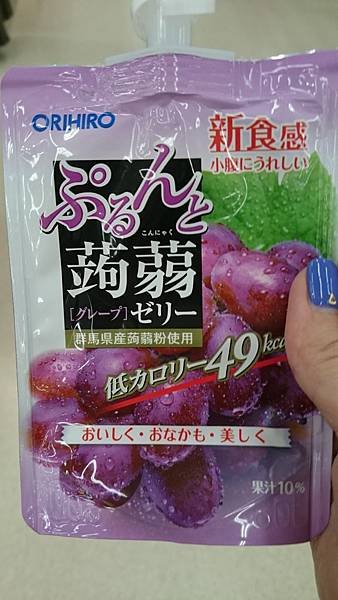 ORIHIRO
新食感
小腹にうれしい
ぷるんと
こんにゃく
蒟蒻
[グレープ]ゼリー
群馬県産蒟蒻粉使用
低カロリー49kcal
おいしく・おなかも・美しく
果汁10%